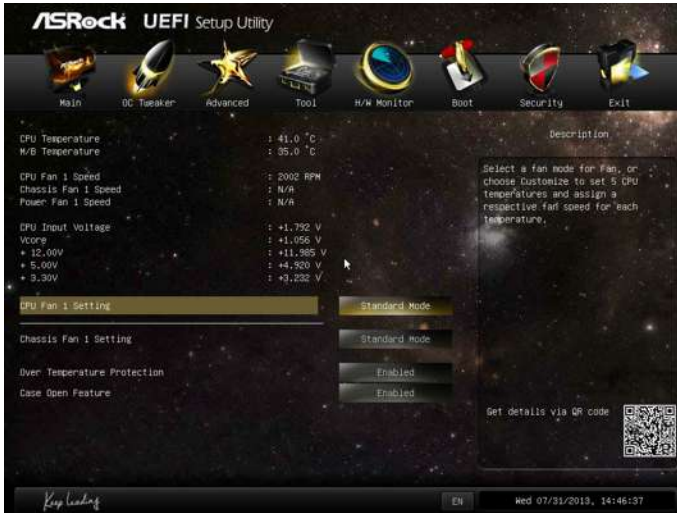 ASRock UEFI Setup Utility
Main OC Tweaker Advanced Tool H/W Monitor Boot Security Exit
CPU Temperature : 41.0 °C
M/B Temperature : 35.0 °C
CPU Fan 1 Speed : 2002 RPM
Chassis Fan 1 Speed : N/A
Power Fan 1 Speed : N/A
CPU Input Voltage : +1.792 V
Vcore : +1.056 V
+ 12.00V : +11.985 V
+ 5.00V : +4.920 V
+ 3.30V : +3.232 V
CPU Fan 1 Setting Standard Mode
Chassis Fan 1 Setting Standard Mode
Over Temperature Protection Enabled
Case Open Feature Enabled
Description
Select a fan mode for Fan, or
choose Customize to set 5 CPU
temperatures and assign a
respective fan speed for each
temperature.
Get details via QR code
Keep Leading
EN Wed 07/31/2013, 14:46:37